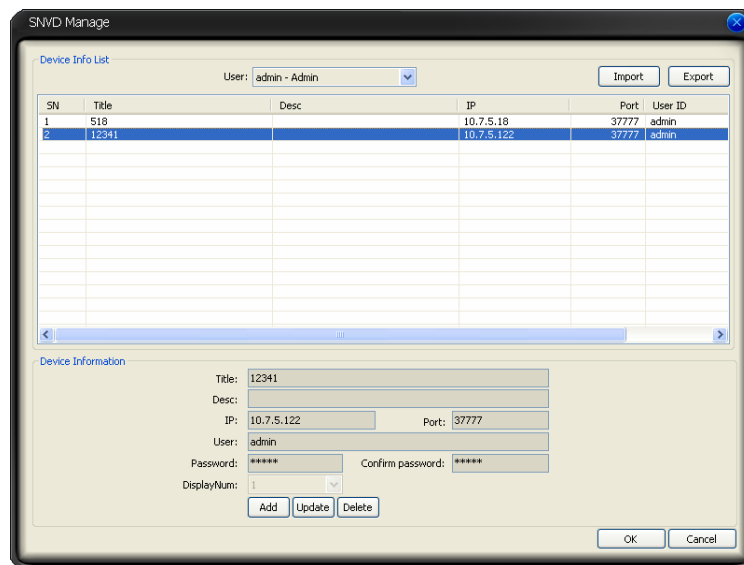 SNVD Manage
Device Info List
User: admin - Admin
Import Export
SN Title Desc IP Port User ID
1 518 10.7.5.18 37777 admin
2 12341 10.7.5.122 37777 admin
Device Information
Title: 12341
Desc:
IP: 10.7.5.122 Port: 37777
User: admin
Password: ***** Confirm password: *****
DisplayNum: 1
Add Update Delete
OK Cancel